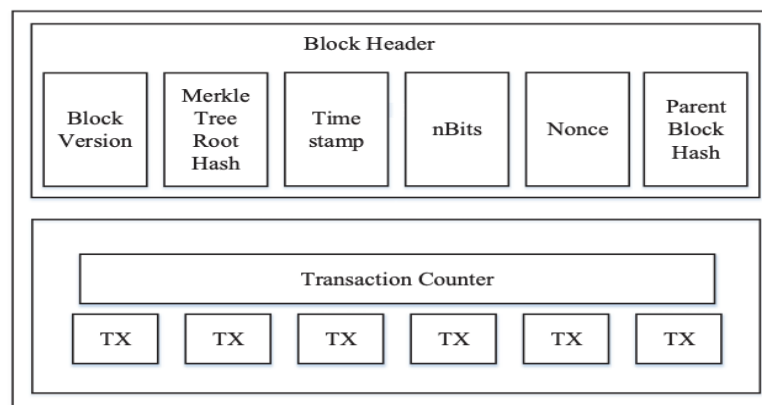 Block Header
Block
Version
Merkle
Tree
Root
Hash
Time
stamp
nBits
Nonce
Parent
Block
Hash
Transaction Counter
TX TX TX TX TX TX